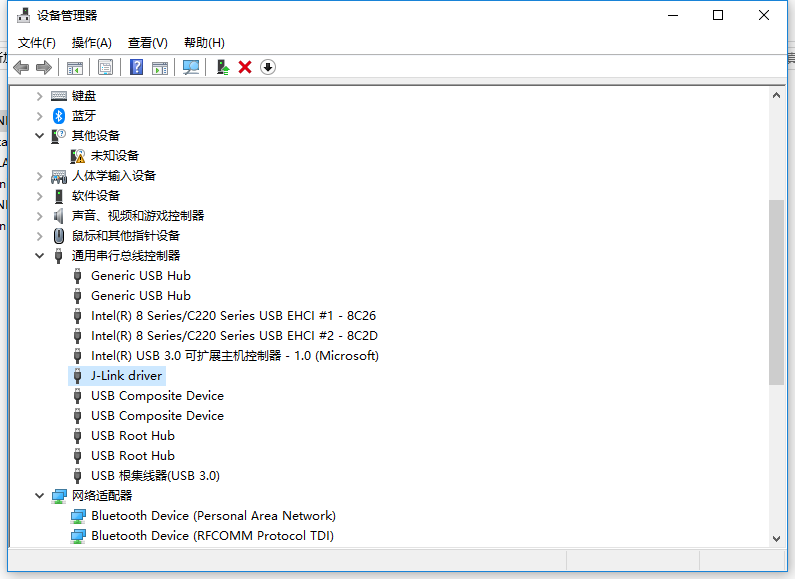 设备管理器
文件(F) 操作(A) 查看(V) 帮助(H)
键盘
蓝牙
其他设备
未知设备
人体学输入设备
软件设备
声音、视频和游戏控制器
鼠标和其他指针设备
通用串行总线控制器
Generic USB Hub
Generic USB Hub
Intel(R) 8 Series/C220 Series USB EHCI #1 - 8C26
Intel(R) 8 Series/C220 Series USB EHCI #2 - 8C2D
Intel(R) USB 3.0 可扩展主机控制器 - 1.0 (Microsoft)
J-Link driver
USB Composite Device
USB Composite Device
USB Root Hub
USB Root Hub
USB 根集线器(USB 3.0)
网络适配器
Bluetooth Device (Personal Area Network)
Bluetooth Device (RFCOMM Protocol TDI)